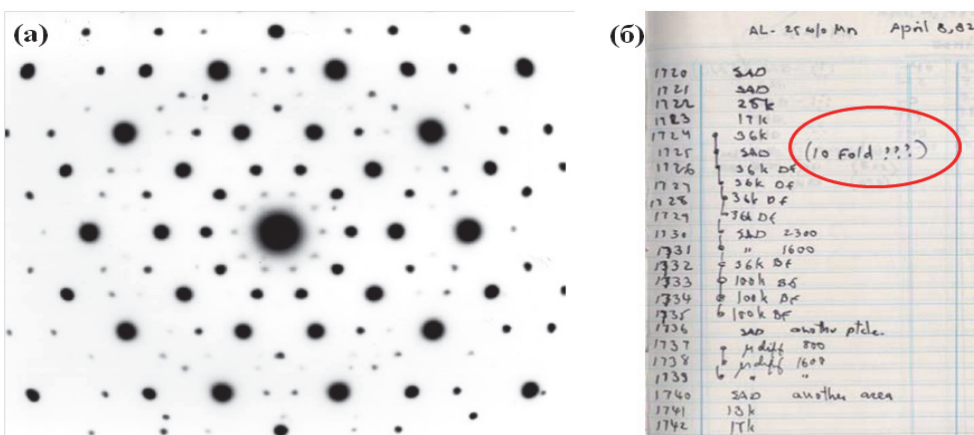 (а)
(б)
AL-25 w/o Mn April 8, 82
1720 SAD
1721 SAD
1722 25k
1723 17k
1724 36k
1725 SAD (10 Fold ???)
1726 36k DF
1727 36k DF
1728 36k DF
1729 36k DF
1730 SAD 2300
1731 " 1600
1732 36k BF
1733 100k BF
1734 100k BF
1735 100k BF
1736 SAD another ptcle.
1737 μdiff 800
1738 μdiff 1600
1739 " "
1740 SAD another area
1741 13k
1742 17k